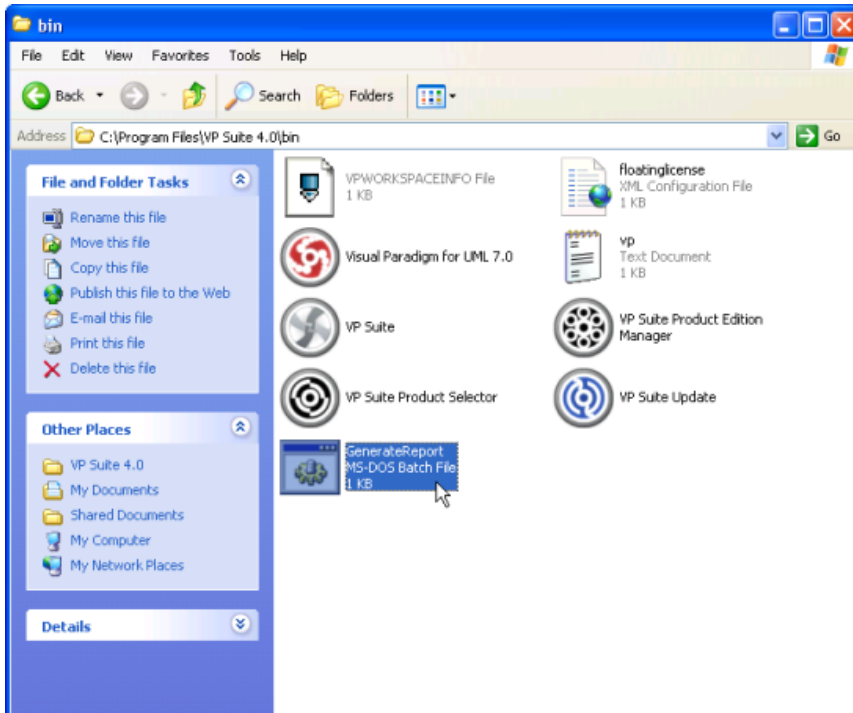 bin
File Edit View Favorites Tools Help
Back Search Folders
Address C:\Program Files\VP Suite 4.0\bin Go
File and Folder Tasks
Rename this file
Move this file
Copy this file
Publish this file to the Web
E-mail this file
Print this file
Delete this file
Other Places
VP Suite 4.0
My Documents
Shared Documents
My Computer
My Network Places
Details
VPWORKSPACEINFO File
1 KB
floatinglicense
XML Configuration File
1 KB
Visual Paradigm for UML 7.0
vp
Text Document
1 KB
VP Suite
VP Suite Product Edition
Manager
VP Suite Product Selector
VP Suite Update
GenerateReport
MS-DOS Batch File
1 KB